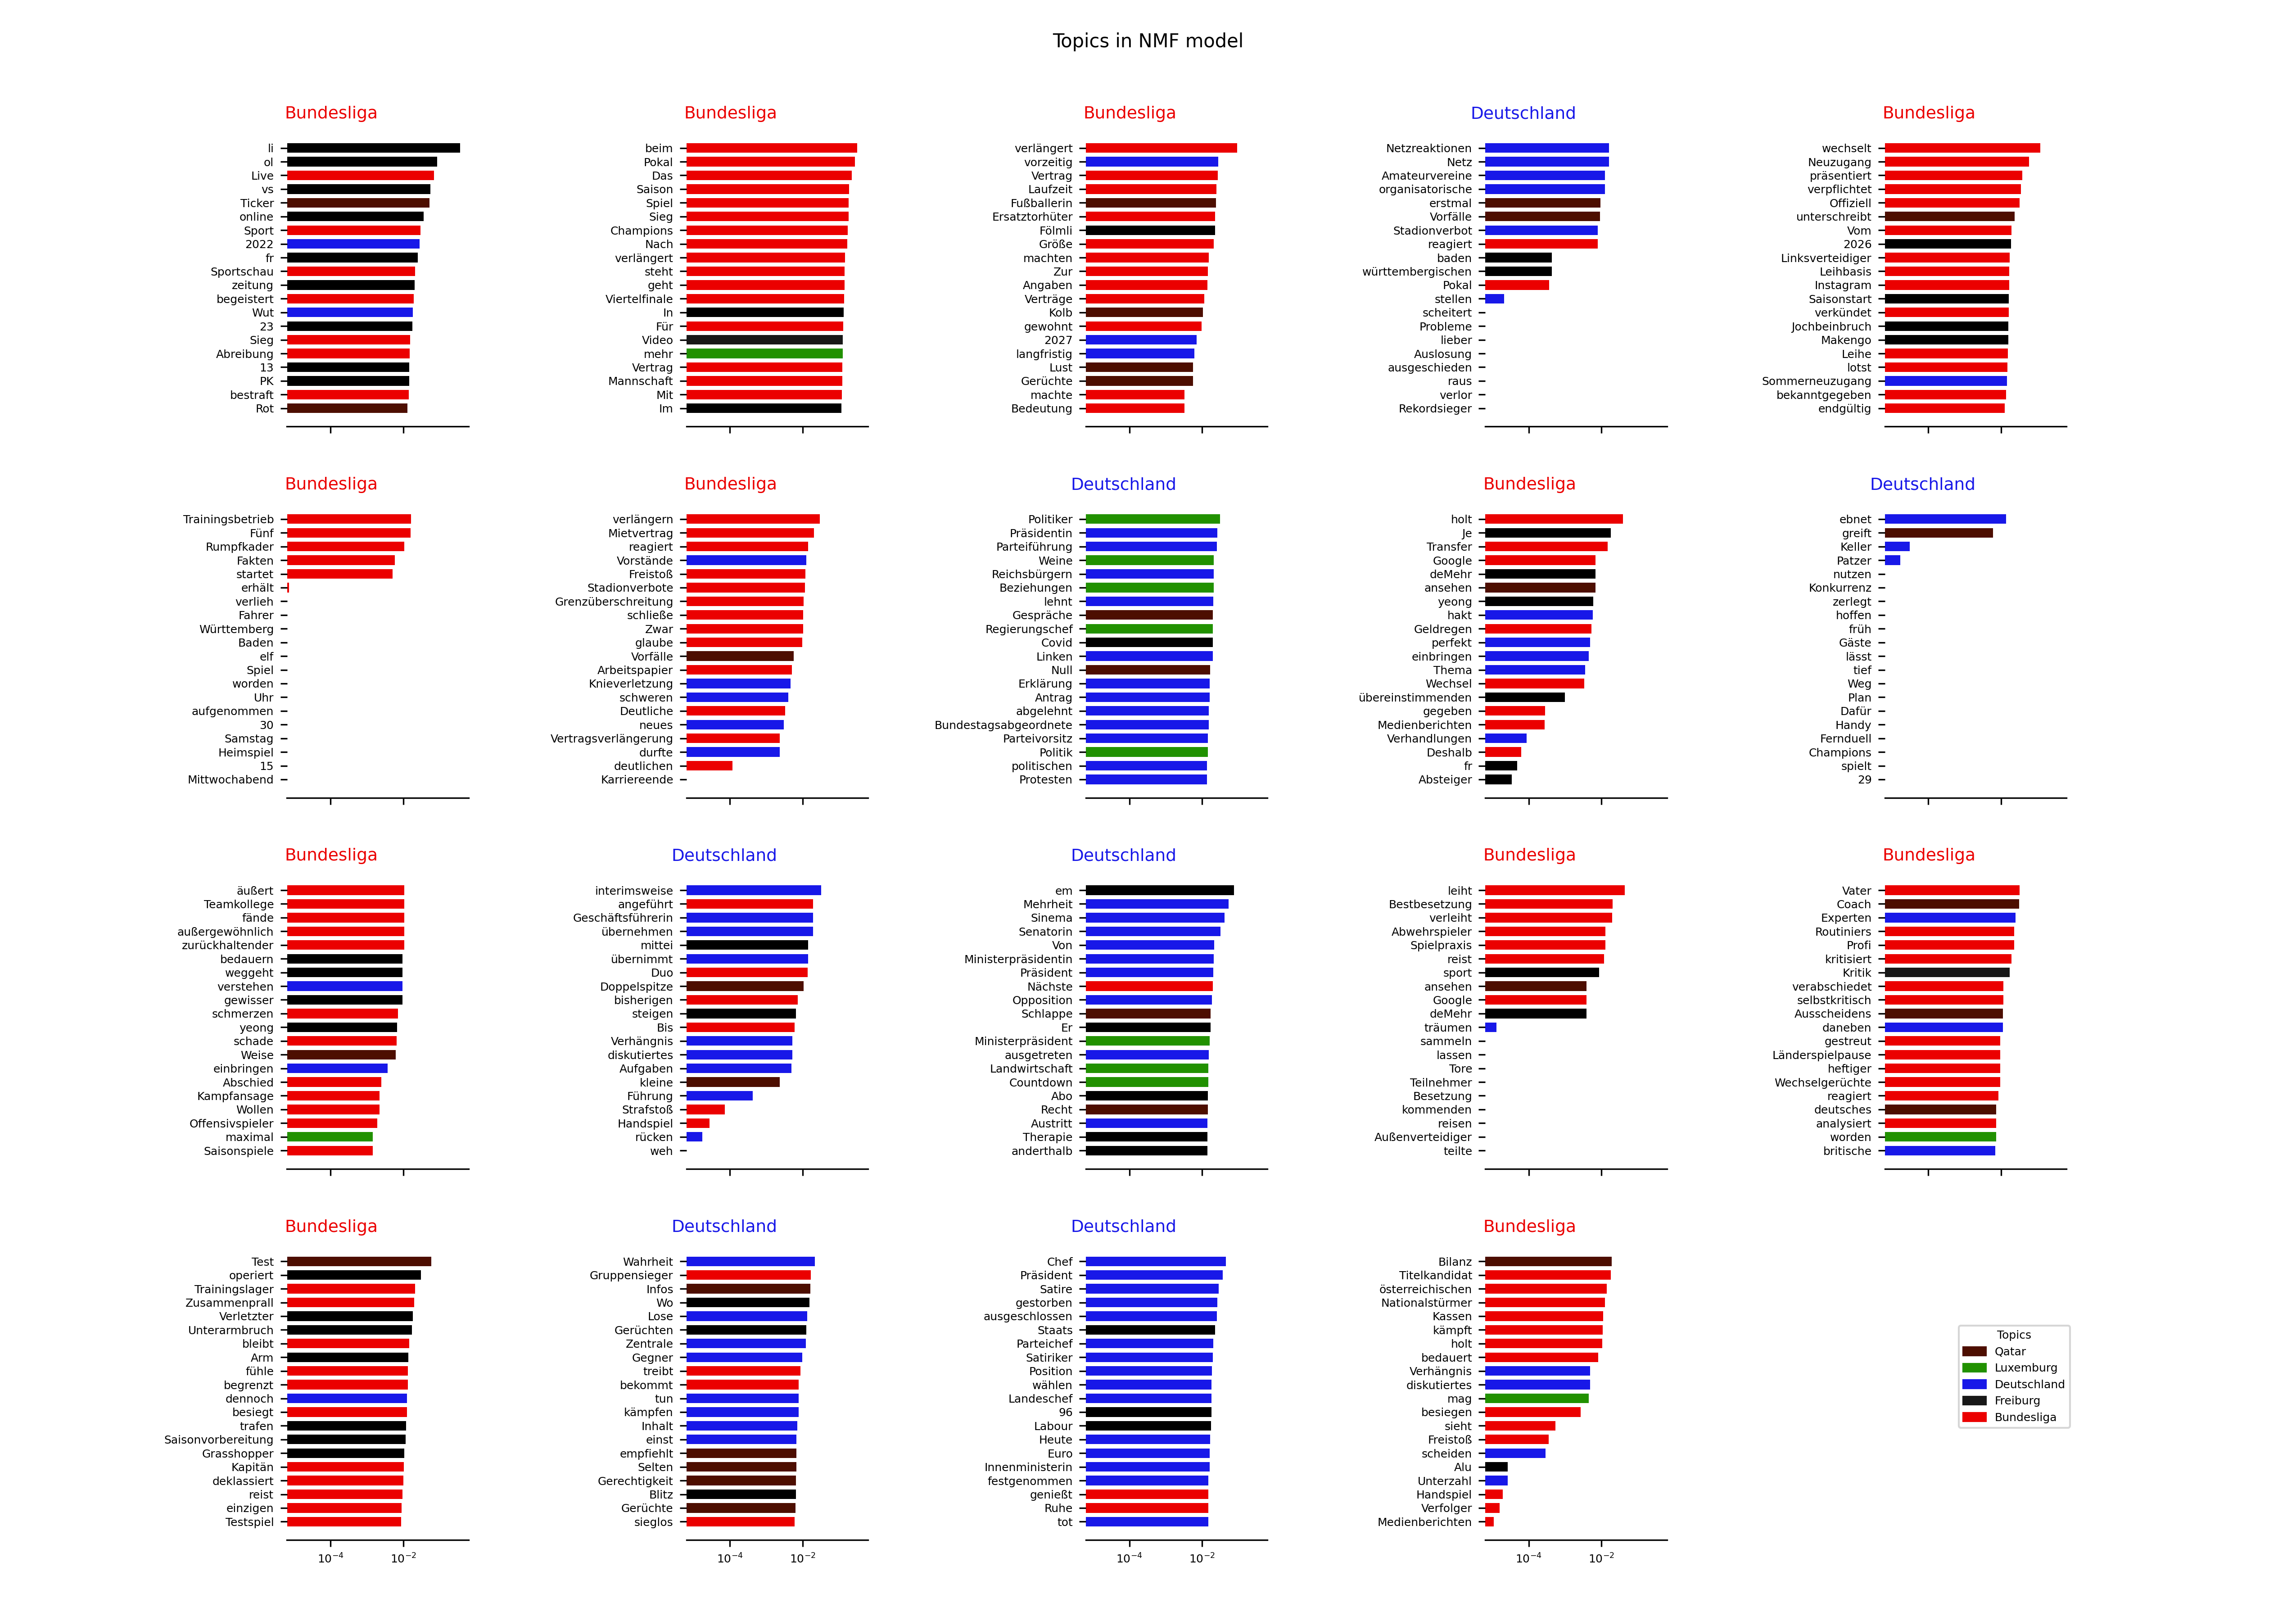 Topics in NMF model
Bundesliga
li
ol
Live
vs
Ticker
online
Sport
2022
fr
Sportschau
zeitung
begeistert
Wut
23
Sieg
Abreibung
13
PK
bestraft
Rot
Bundesliga
beim
Pokal
Das
Saison
Spiel
Sieg
Champions
Nach
verlängert
steht
geht
Viertelfinale
In
Für
Video
mehr
Vertrag
Mannschaft
Mit
Im
Bundesliga
verlängert
vorzeitig
Vertrag
Laufzeit
Fußballerin
Ersatztorhüter
Fölmli
Größe
machten
Zur
Angaben
Verträge
Kolb
gewohnt
2027
langfristig
Lust
Gerüchte
machte
Bedeutung
Deutschland
Netzreaktionen
Netz
Amateurvereine
organisatorische
erstmal
Vorfälle
Stadionverbot
reagiert
baden
württembergischen
Pokal
stellen
scheitert
Probleme
lieber
Auslosung
ausgeschieden
raus
verlor
Rekordsieger
Bundesliga
wechselt
Neuzugang
präsentiert
verpflichtet
Offiziell
unterschreibt
Vom
2026
Linksverteidiger
Leihbasis
Instagram
Saisonstart
verkündet
Jochbeinbruch
Makengo
Leihe
lotst
Sommerneuzugang
bekanntgegeben
endgültig
Bundesliga
Trainingsbetrieb
Fünf
Rumpfkader
Fakten
startet
erhält
verlieh
Fahrer
Württemberg
Baden
elf
Spiel
worden
Uhr
aufgenommen
30
Samstag
Heimspiel
15
Mittwochabend
Bundesliga
verlängern
Mietvertrag
reagiert
Vorstände
Freistoß
Stadionverbote
Grenzüberschreitung
schließe
Zwar
glaube
Vorfälle
Arbeitspapier
Knieverletzung
schweren
Deutliche
neues
Vertragsverlängerung
durfte
deutlichen
Karriereende
Deutschland
Politiker
Präsidentin
Parteiführung
Weine
Reichsbürgern
Beziehungen
lehnt
Gespräche
Regierungschef
Covid
Linken
Null
Erklärung
Antrag
abgelehnt
Bundestagsabgeordnete
Parteivorsitz
Politik
politischen
Protesten
Bundesliga
holt
Je
Transfer
Google
deMehr
ansehen
yeong
hakt
Geldregen
perfekt
einbringen
Thema
Wechsel
übereinstimmenden
gegeben
Medienberichten
Verhandlungen
Deshalb
fr
Absteiger
Deutschland
ebnet
greift
Keller
Patzer
nutzen
Konkurrenz
zerlegt
hoffen
früh
Gäste
lässt
tief
Weg
Plan
Dafür
Handy
Fernduell
Champions
spielt
29
Bundesliga
äußert
Teamkollege
fände
außergewöhnlich
zurückhaltender
bedauern
weggeht
verstehen
gewisser
schmerzen
yeong
schade
Weise
einbringen
Abschied
Kampfansage
Wollen
Offensivspieler
maximal
Saisonspiele
Deutschland
interimsweise
angeführt
Geschäftsführerin
übernehmen
mittei
übernimmt
Duo
Doppelspitze
bisherigen
steigen
Bis
Verhängnis
diskutiertes
Aufgaben
kleine
Führung
Strafstoß
Handspiel
rücken
weh
Deutschland
em
Mehrheit
Sinema
Senatorin
Von
Ministerpräsidentin
Präsident
Nächste
Opposition
Schlappe
Er
Ministerpräsident
ausgetreten
Landwirtschaft
Countdown
Abo
Recht
Austritt
Therapie
anderthalb
Bundesliga
leiht
Bestbesetzung
verleiht
Abwehrspieler
Spielpraxis
reist
sport
ansehen
Google
deMehr
träumen
sammeln
lassen
Tore
Teilnehmer
Besetzung
kommenden
reisen
Außenverteidiger
teilte
Bundesliga
Vater
Coach
Experten
Routiniers
Profi
kritisiert
Kritik
verabschiedet
selbstkritisch
Ausscheidens
daneben
gestreut
Länderspielpause
heftiger
Wechselgerüchte
reagiert
deutsches
analysiert
worden
britische
Bundesliga
Test
operiert
Trainingslager
Zusammenprall
Verletzter
Unterarmbruch
bleibt
Arm
fühle
begrenzt
dennoch
besiegt
trafen
Saisonvorbereitung
Grasshopper
Kapitän
deklassiert
reist
einzigen
Testspiel
10⁻⁴ 10⁻²
Deutschland
Wahrheit
Gruppensieger
Infos
Wo
Lose
Gerüchten
Zentrale
Gegner
treibt
bekommt
tun
kämpfen
Inhalt
einst
empfiehlt
Selten
Gerechtigkeit
Blitz
Gerüchte
sieglos
10⁻⁴ 10⁻²
Deutschland
Chef
Präsident
Satire
gestorben
ausgeschlossen
Staats
Parteichef
Satiriker
Position
wählen
Landeschef
96
Labour
Heute
Euro
Innenministerin
festgenommen
genießt
Ruhe
tot
10⁻⁴ 10⁻²
Bundesliga
Bilanz
Titelkandidat
österreichischen
Nationalstürmer
Kassen
kämpft
holt
bedauert
Verhängnis
diskutiertes
mag
besiegen
sieht
Freistoß
scheiden
Alu
Unterzahl
Handspiel
Verfolger
Medienberichten
10⁻⁴ 10⁻²
Topics
Qatar
Luxemburg
Deutschland
Freiburg
Bundesliga